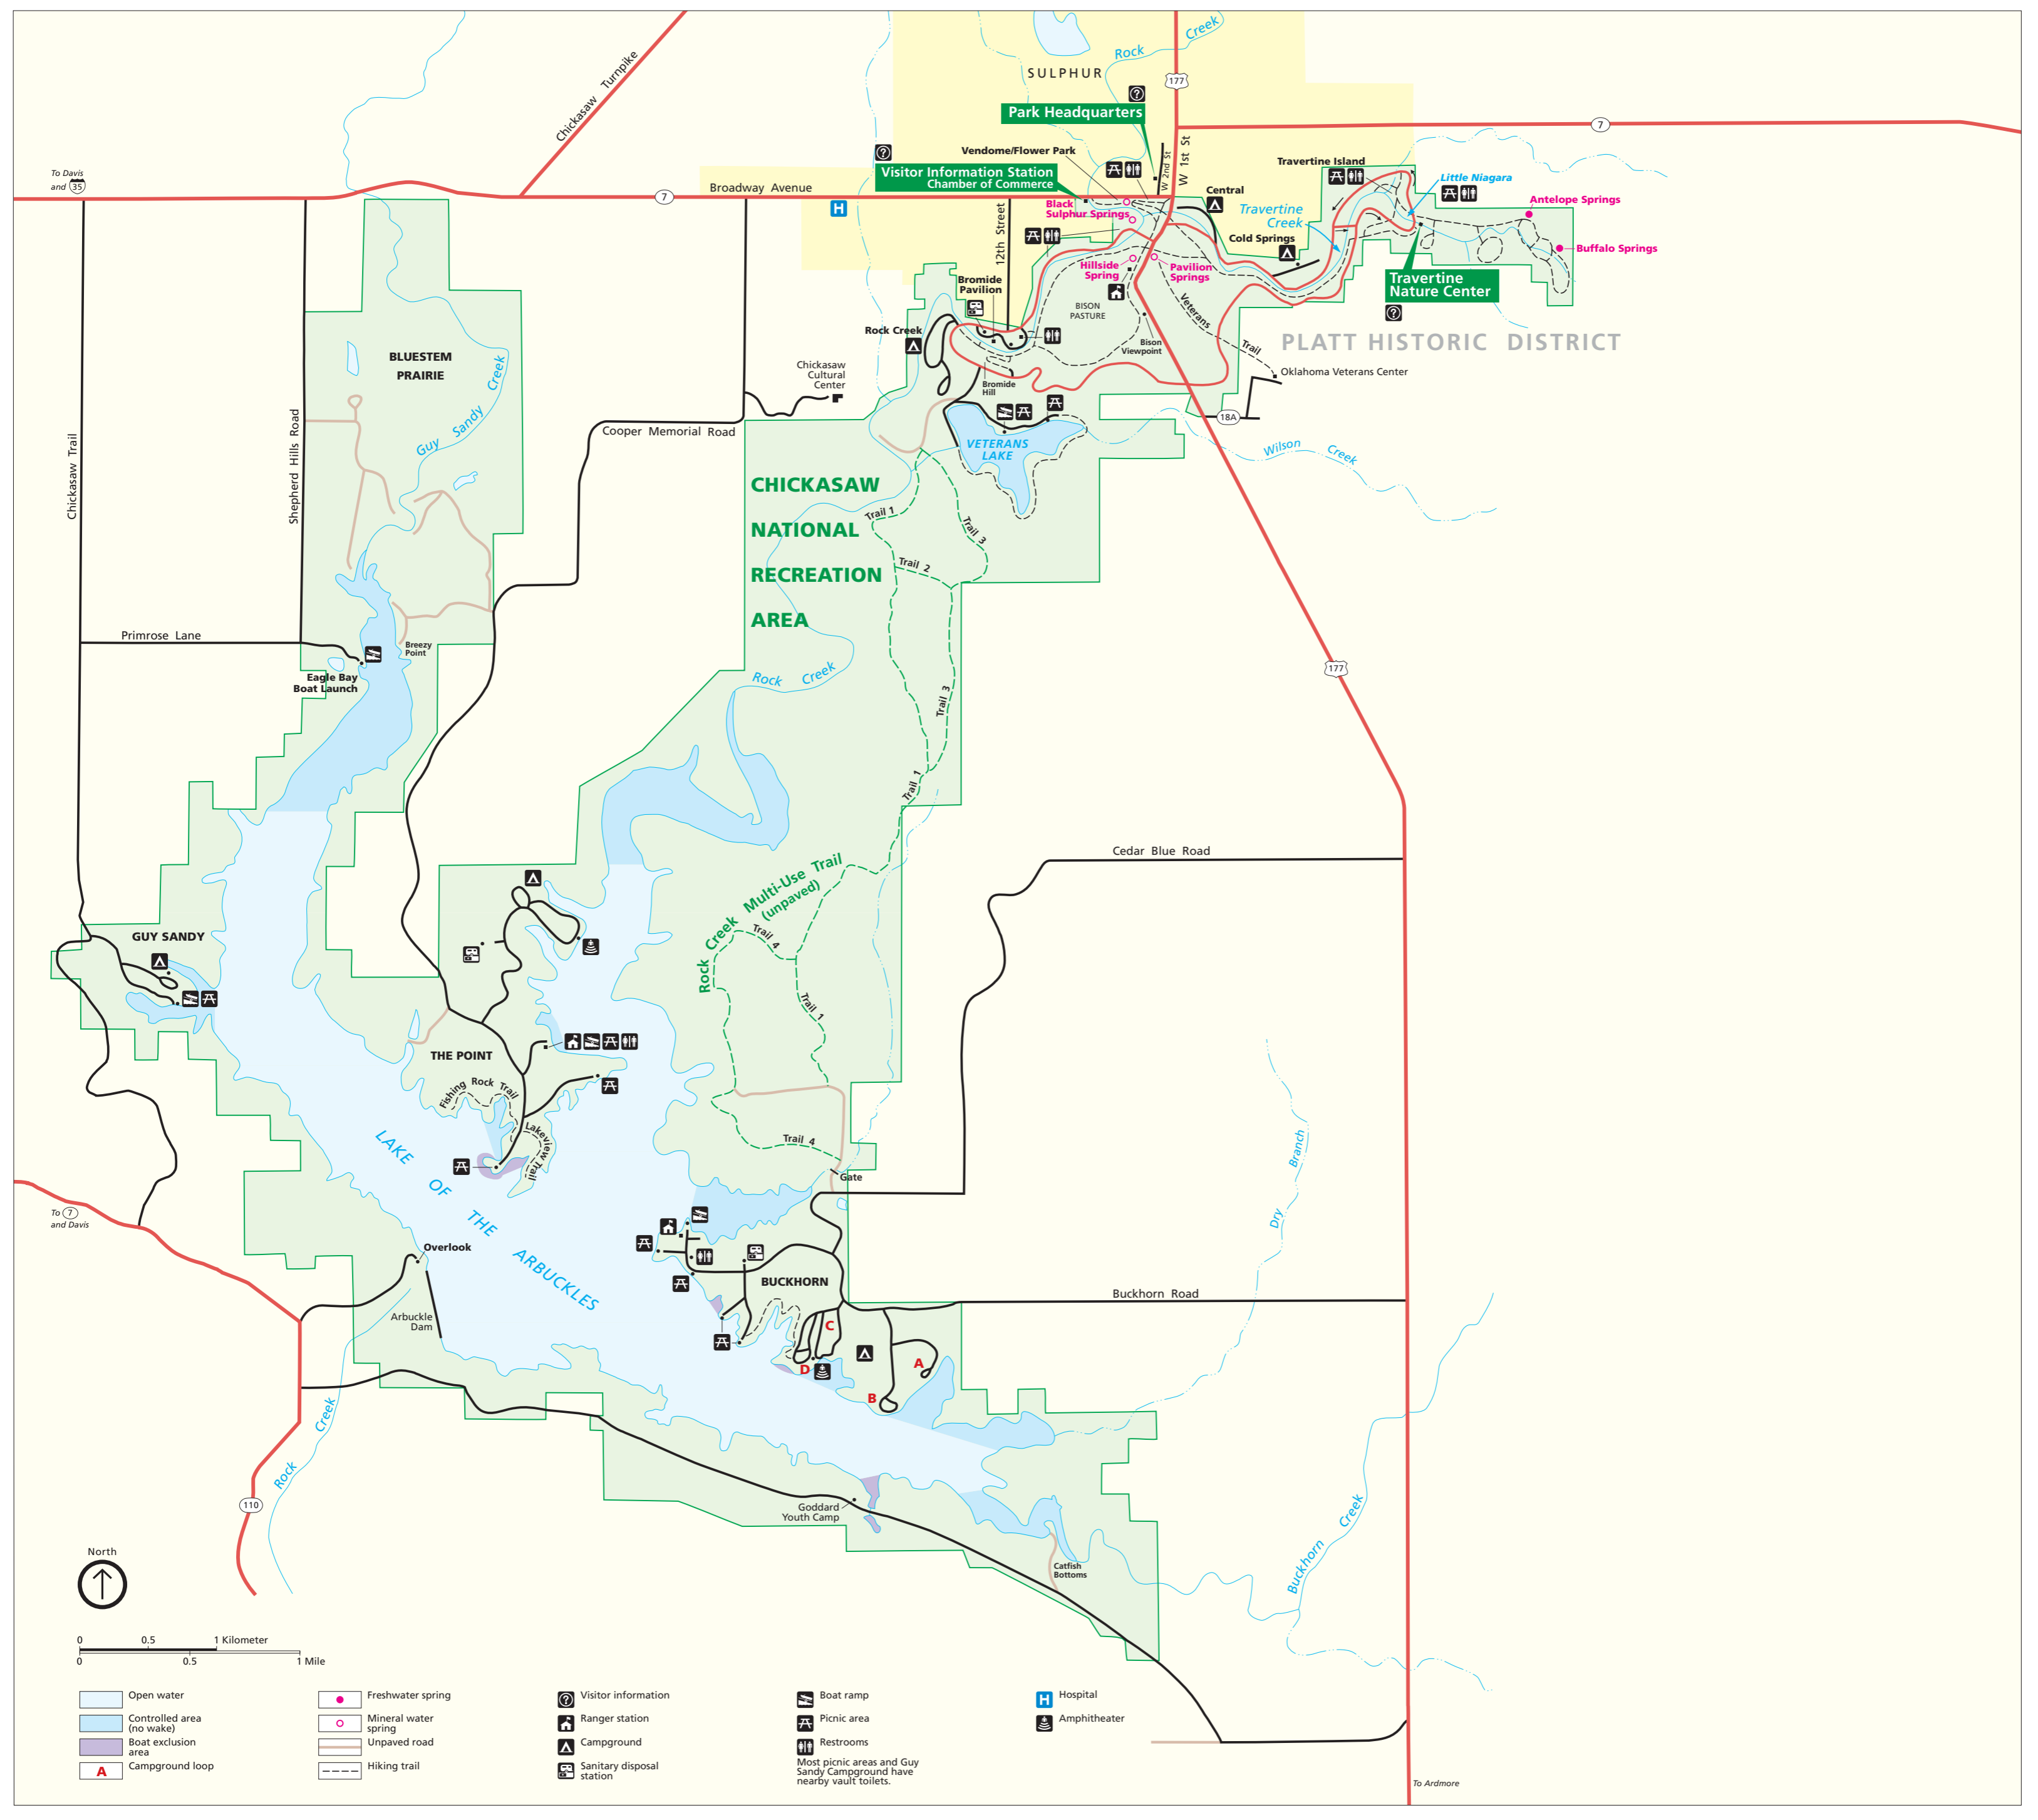 SULPHUR
Rock
Creek
177
Chickasaw Turnpike
Park Headquarters
7
Vendome/Flower Park
W 2nd St
W 1st St
Travertine Island
To Davis
and 35
Visitor Information Station
Chamber of Commerce
Little Niagara
Broadway Avenue
7
H
Black
Sulphur Springs
Central
Antelope Springs
Travertine
Creek
12th Street
Cold Springs
Buffalo Springs
Hillside
Spring
Pavilion
Springs
Travertine
Nature Center
Bromide
Pavilion
BISON
PASTURE
Veterans
Trail
Rock Creek
Bison
Viewpoint
PLATT HISTORIC DISTRICT
BLUESTEM
PRAIRIE
Guy Sandy Creek
Chickasaw
Cultural
Center
Bromide
Hill
Oklahoma Veterans Center
18A
Chickasaw Trail
Shepherd Hills Road
Cooper Memorial Road
VETERANS
LAKE
Wilson Creek
CHICKASAW
NATIONAL
RECREATION
AREA
Trail 1
Trail 3
Trail 2
Primrose Lane
Breezy
Point
Eagle Bay
Boat Launch
Rock Creek
177
Trail 3
Trail 1
Cedar Blue Road
Rock Creek Multi-Use Trail
(unpaved)
Trail 4
Trail 1
GUY SANDY
THE POINT
Fishing Rock Trail
Lakeview Trail
Trail 4
Gate
LAKE OF THE ARBUCKLES
Dry Branch
To 7
and Davis
Overlook
BUCKHORN
Buckhorn Road
Arbuckle
Dam
C
D
A
B
Rock Creek
110
Goddard
Youth Camp
Catfish
Bottoms
Buckhorn Creek
North
0 0.5 1 Kilometer
0 0.5 1 Mile
Open water
Controlled area
(no wake)
Boat exclusion
area
A Campground loop
Freshwater spring
Mineral water
spring
Unpaved road
Hiking trail
Visitor information
Ranger station
Campground
Sanitary disposal
station
Boat ramp
Picnic area
Restrooms
Most picnic areas and Guy
Sandy Campground have
nearby vault toilets.
H Hospital
Amphitheater
To Ardmore